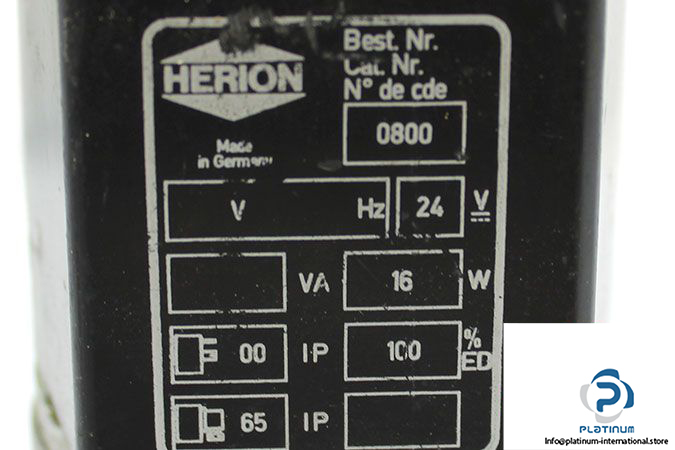 HERION
Best. Nr.
Cat. Nr.
N° de cde
Made
in Germany
0800
V Hz 24 V
VA 16 W
00 IP 100 % ED
65 IP
PLATINUM
Info@platinum-international.store